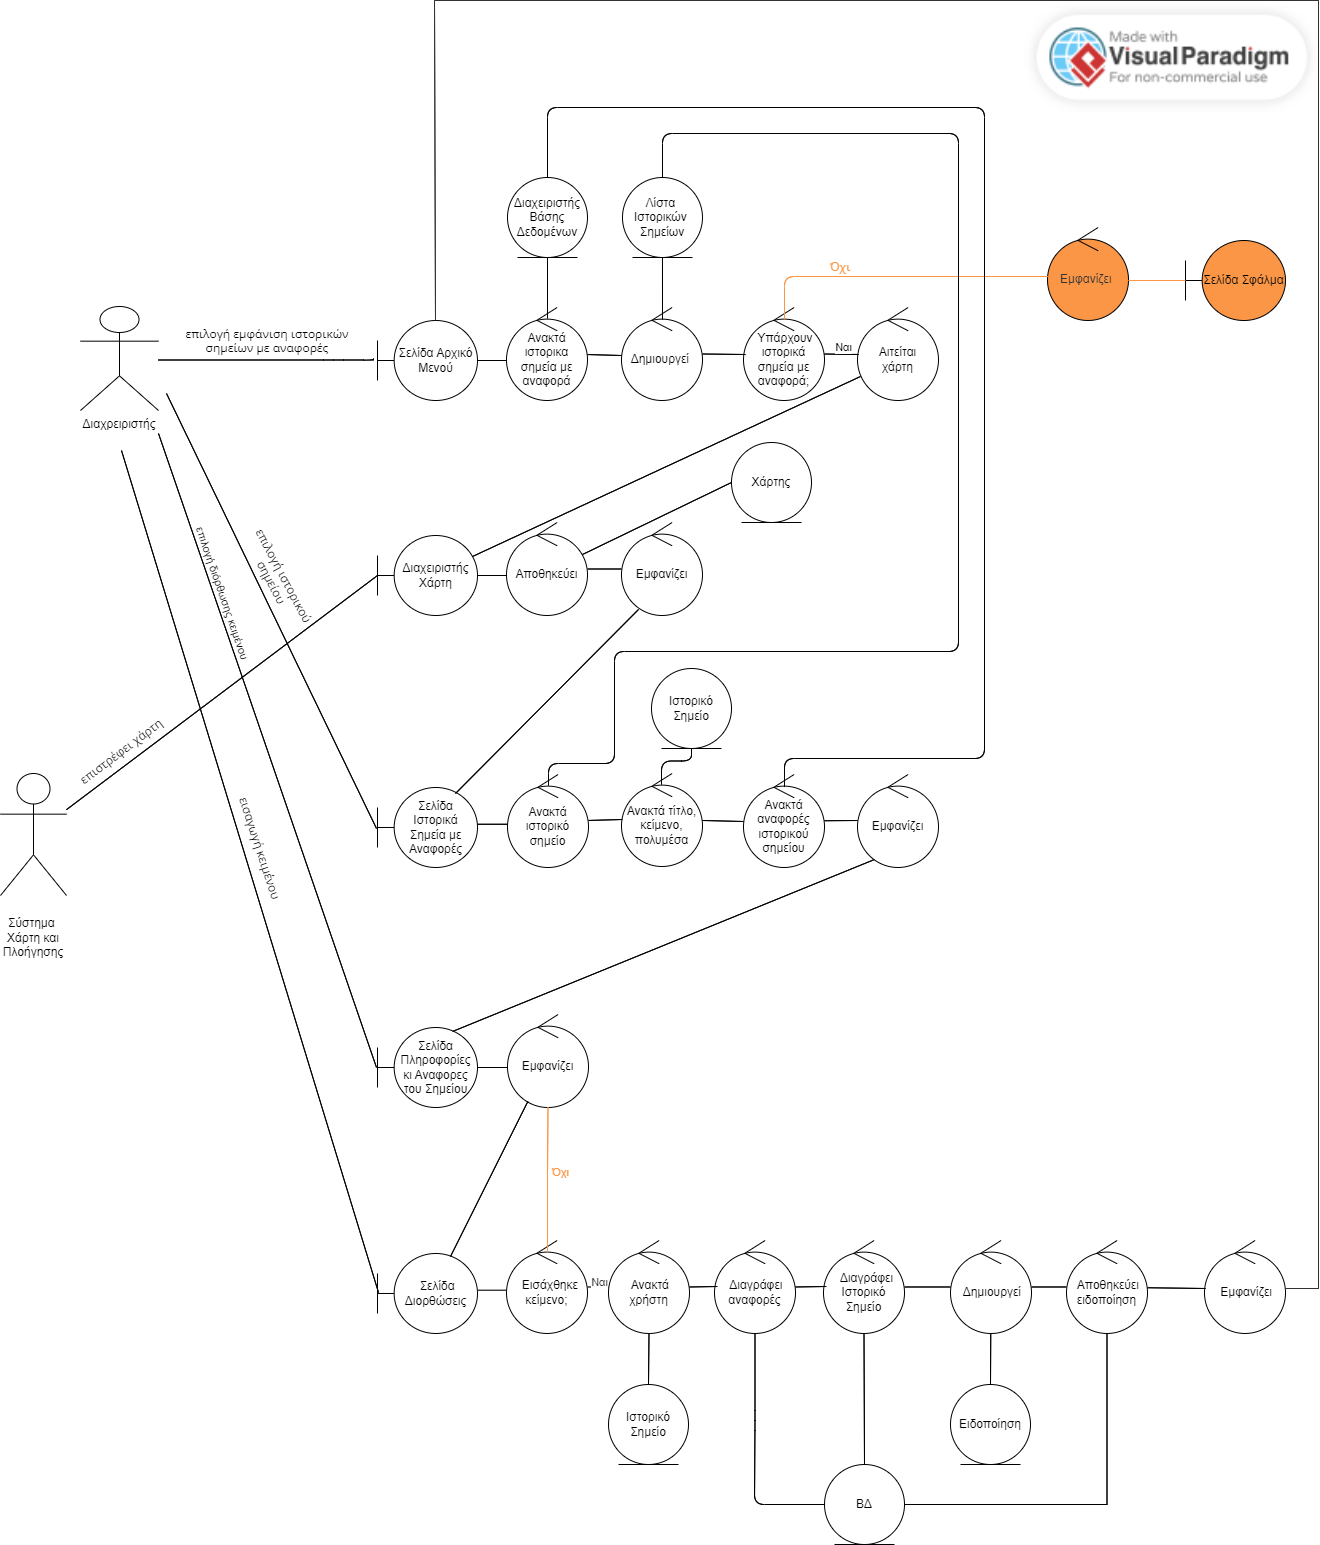 Made with
Visual Paradigm
For non-commercial use
Διαχειριστής
Βάσης
Δεδομένων
Λίστα
Ιστορικών
Σημείων
Όχι
Εμφανίζει
Σελίδα Σφάλμα
επιλογή εμφάνιση ιστορικών
σημείων με αναφορές
Σελίδα Αρχικό
Μενού
Ανακτά
ιστορικα
σημεία με
αναφορά
Δημιουργεί
Υπάρχουν
ιστορικά
σημεία με
αναφορά;
Ναι
Αιτείται
χάρτη
Διαχρειριστής
Χάρτης
επιλογή ιστορικού
σημείου
επιλογή διόρθωσης κειμένου
Διαχειριστής
Χάρτη
Αποθηκεύει
Εμφανίζει
Ιστορικό
Σημείο
επιστρέφει χάρτη
εισαγωγή κειμένου
Σελίδα
Ιστορικά
Σημεία με
Αναφορές
Ανακτά
ιστορικό
σημείο
Ανακτά τίτλο,
κείμενο,
πολυμέσα
Ανακτά
αναφορές
ιστορικού
σημείου
Εμφανίζει
Σύστημα
Χάρτη και
Πλοήγησης
Σελίδα
Πληροφορίες
κι Αναφορες
του Σημείου
Εμφανίζει
Όχι
Σελίδα
Διορθώσεις
Εισάχθηκε
κείμενο;
Ναι
Ανακτά
χρήστη
Διαγράφει
αναφορές
Διαγράφει
Ιστορικό
Σημείο
Δημιουργεί
Αποθηκεύει
ειδοποίηση
Εμφανίζει
Ιστορικό
Σημείο
Ειδοποίηση
ΒΔ